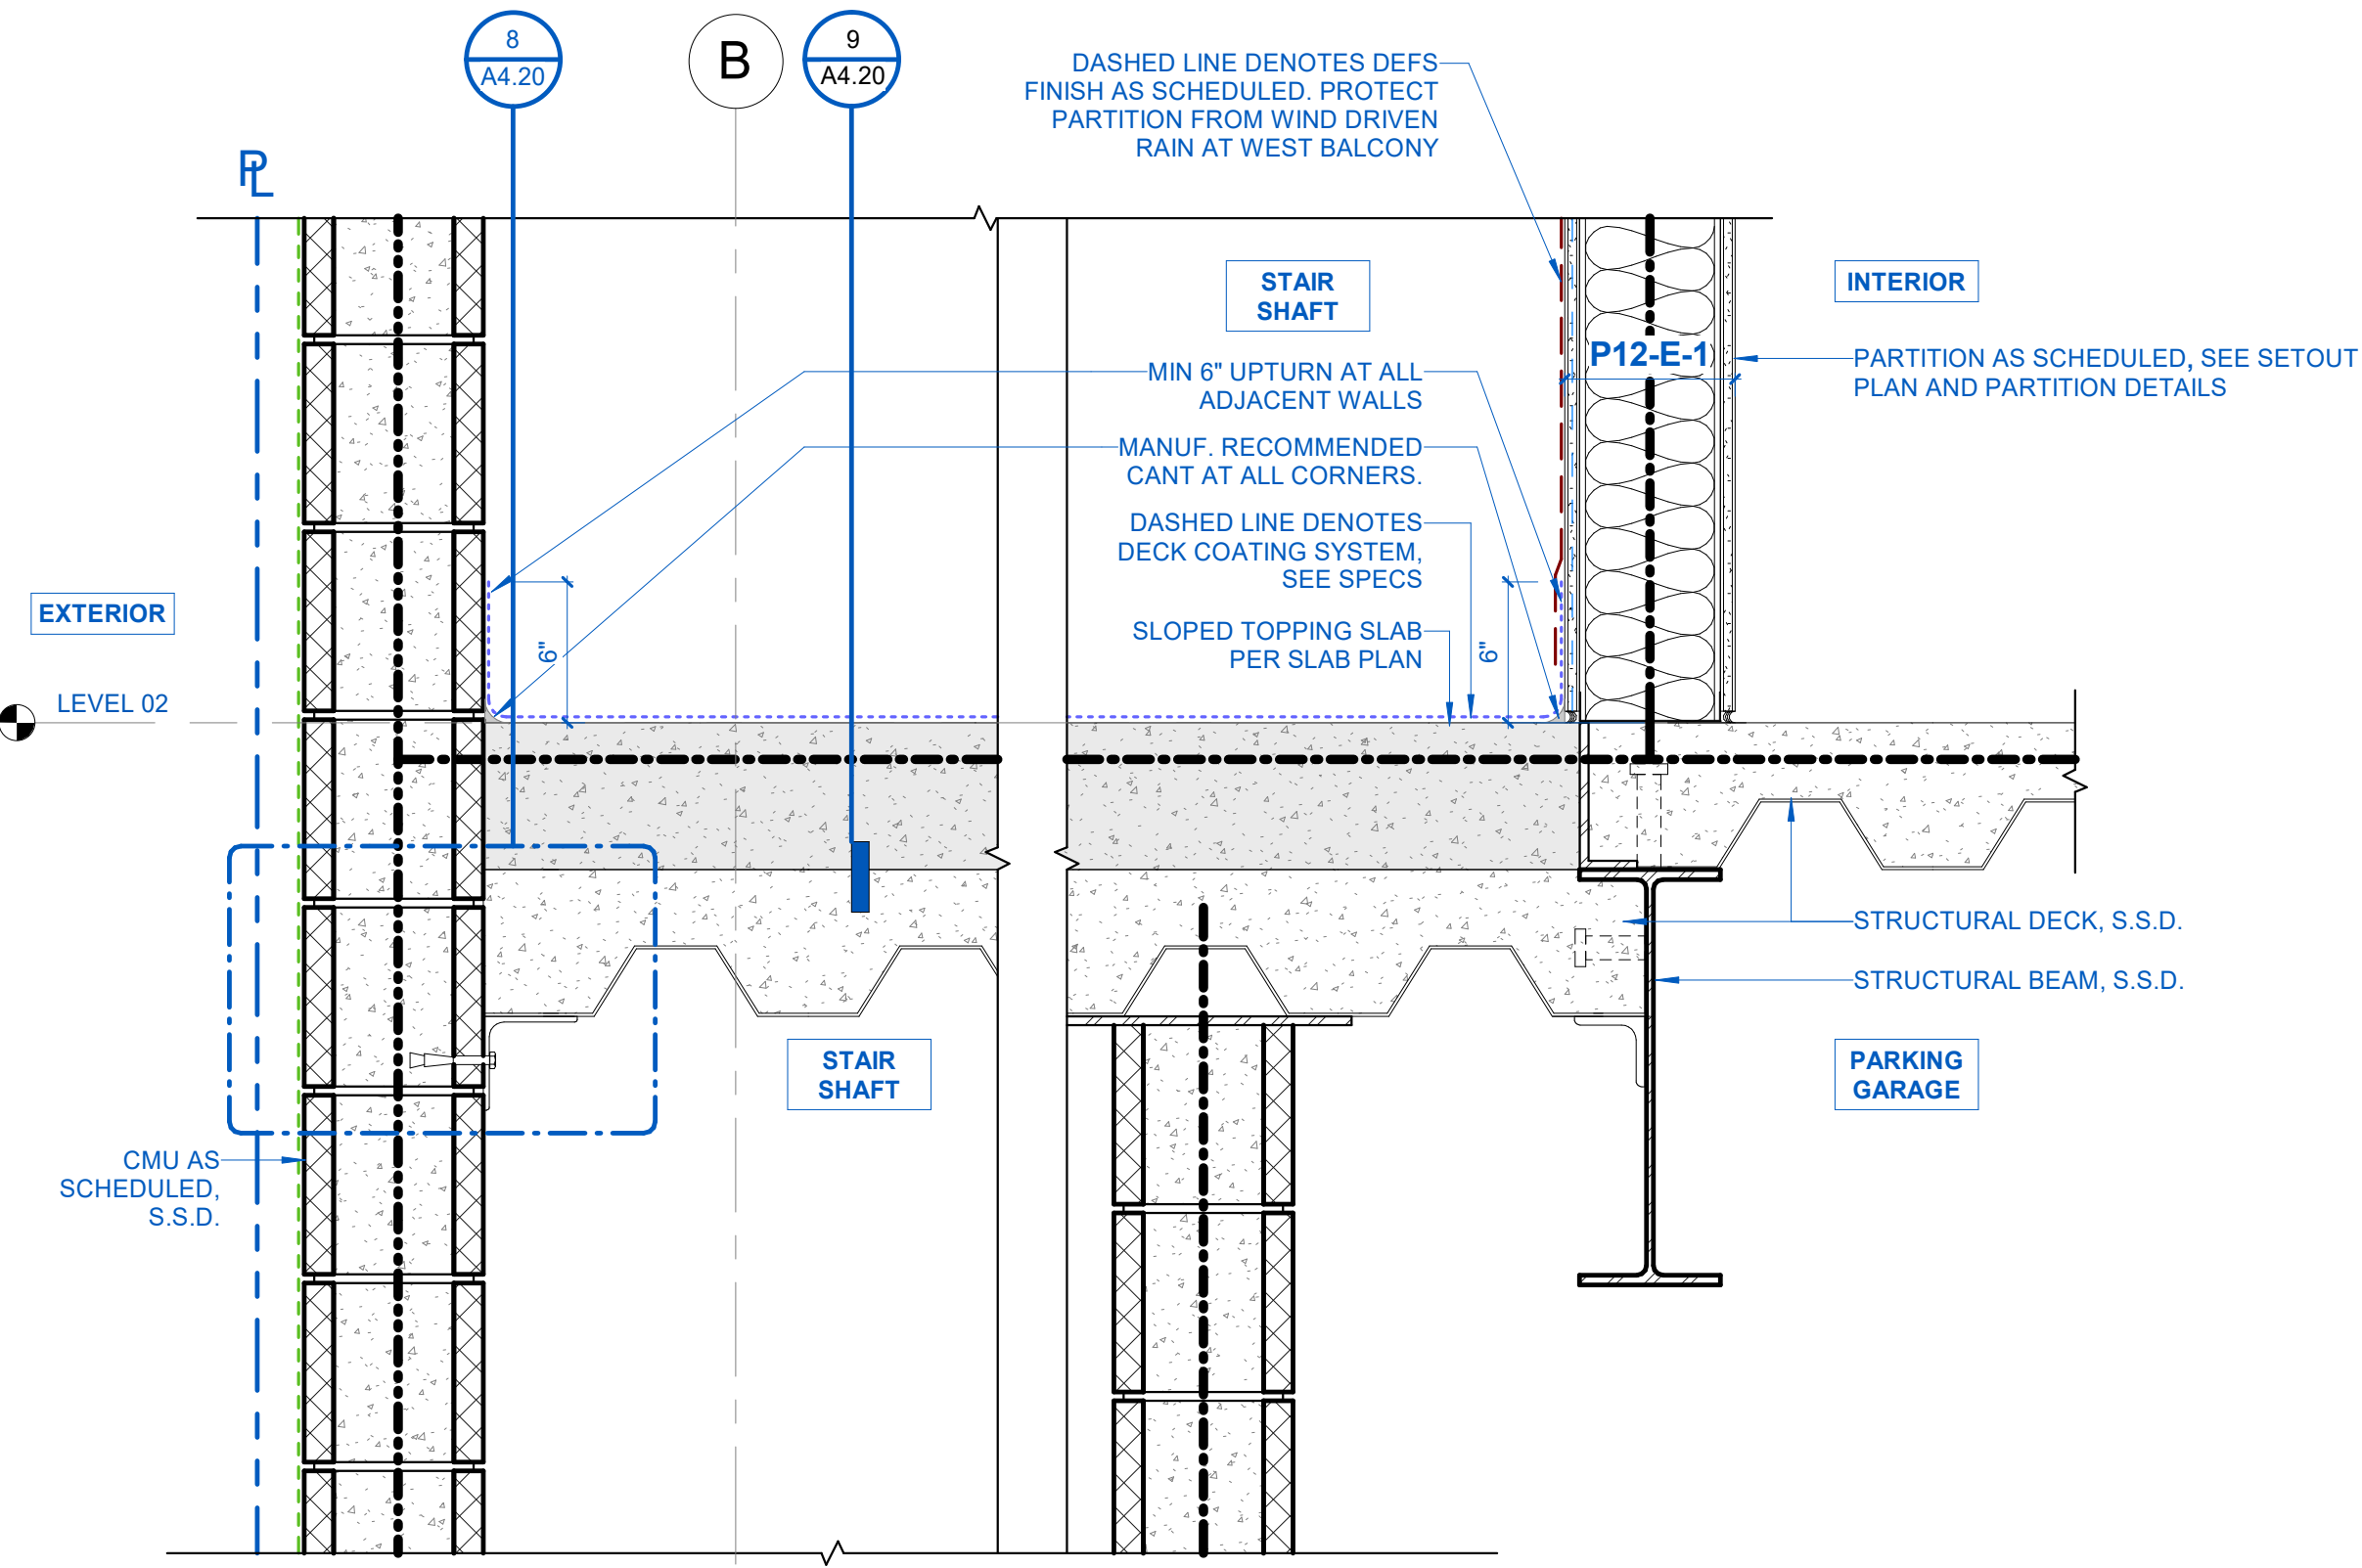 8
A4.20
B
9
A4.20
DASHED LINE DENOTES DEFS
FINISH AS SCHEDULED. PROTECT
PARTITION FROM WIND DRIVEN
RAIN AT WEST BALCONY
PL
STAIR
SHAFT
INTERIOR
P12-E-1
PARTITION AS SCHEDULED, SEE SETOUT
PLAN AND PARTITION DETAILS
MIN 6" UPTURN AT ALL
ADJACENT WALLS
MANUF. RECOMMENDED
CANT AT ALL CORNERS.
DASHED LINE DENOTES
DECK COATING SYSTEM,
SEE SPECS
SLOPED TOPPING SLAB
PER SLAB PLAN
EXTERIOR
6"
6"
LEVEL 02
STRUCTURAL DECK, S.S.D.
STRUCTURAL BEAM, S.S.D.
STAIR
SHAFT
PARKING
GARAGE
CMU AS
SCHEDULED,
S.S.D.